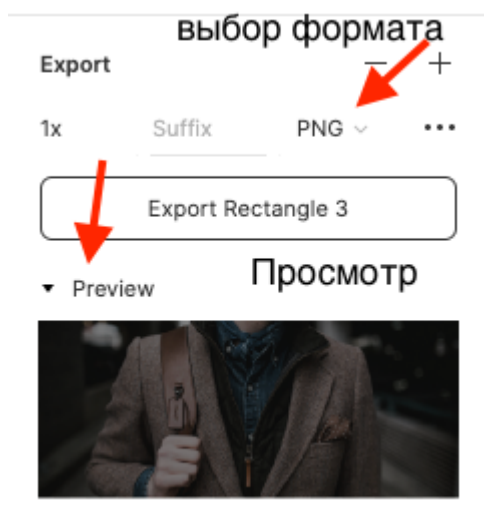 выбор формата
Export
1x Suffix PNG
Export Rectangle 3
Просмотр
Preview